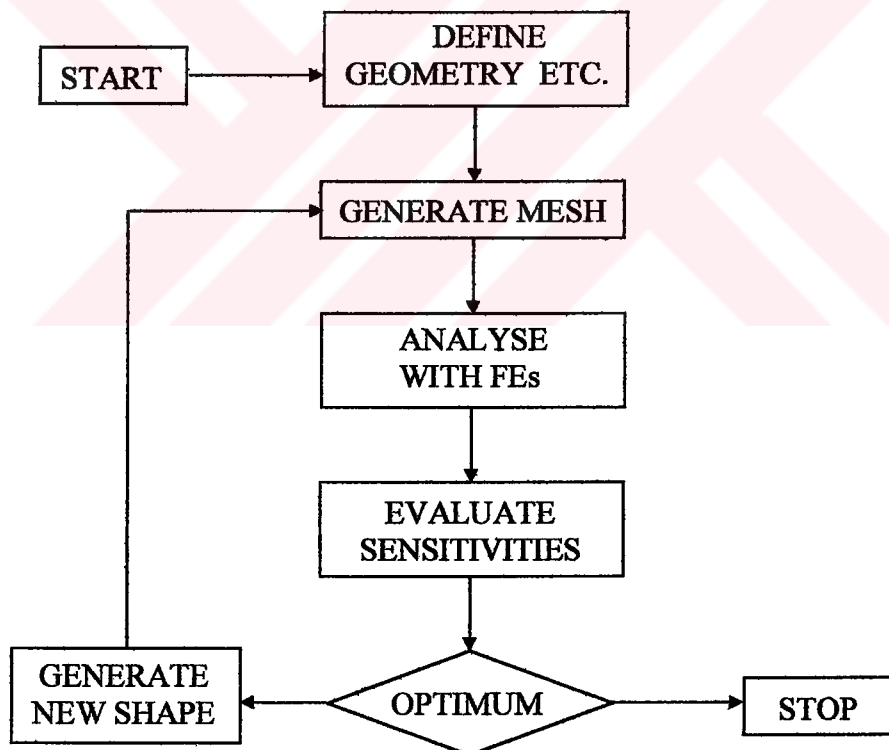 START
DEFINE
GEOMETRY ETC.
GENERATE MESH
ANALYSE
WITH FEs
EVALUATE
SENSITIVITIES
GENERATE
NEW SHAPE
OPTIMUM
STOP